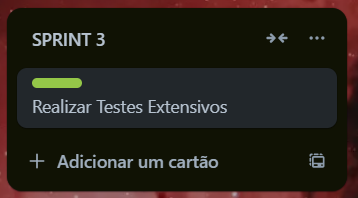 SPRINT 3
Realizar Testes Extensivos
Adicionar um cartão